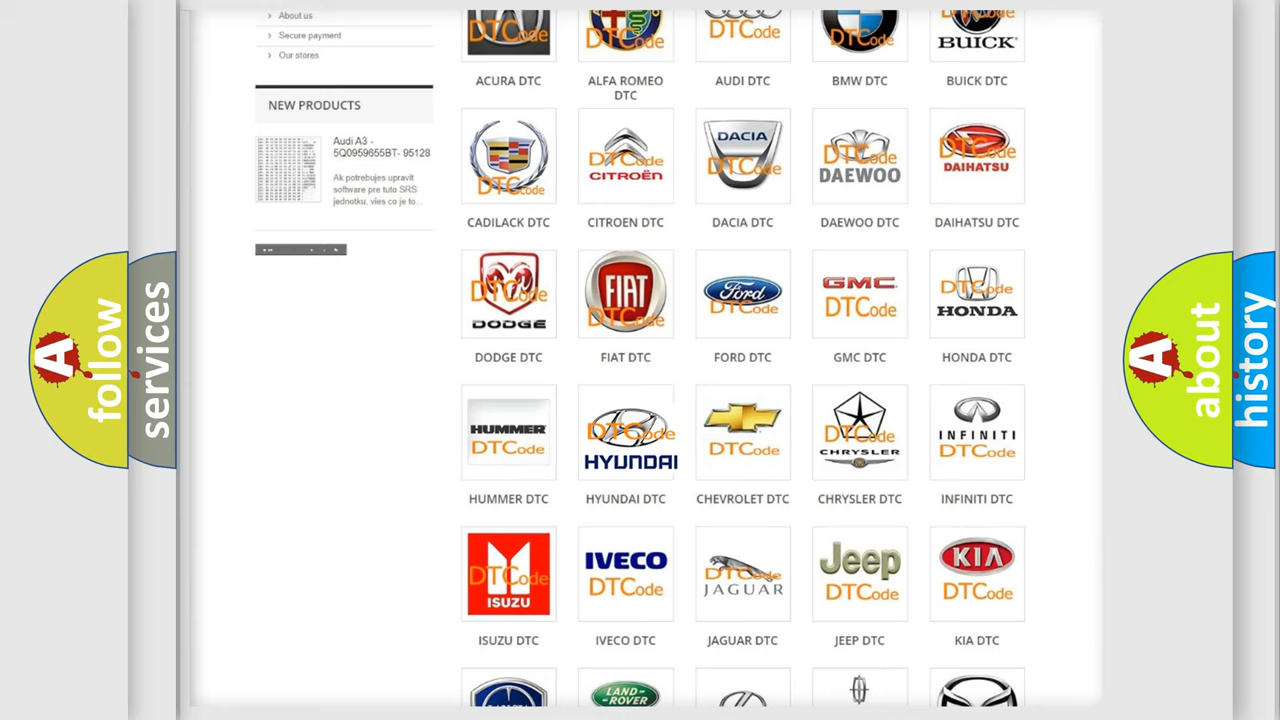 About us
Secure payment
Our stores
NEW PRODUCTS
Audi A3 -
5Q0959655BT- 95128
Ak potrebujes upravit
software pre tuto SRS
jednotku, vies co je to...
DTCode DTCode DTCode DTCode BUICK
ACURA DTC ALFA ROMEO DTC AUDI DTC BMW DTC BUICK DTC
DTCode DTCode CITROËN DACIA DTCode DTCode DAEWOO DTCode DAIHATSU
CADILACK DTC CITROEN DTC DACIA DTC DAEWOO DTC DAIHATSU DTC
DTCode DODGE FIAT DTCode Ford DTCode GMC DTCode DTCode HONDA
DODGE DTC FIAT DTC FORD DTC GMC DTC HONDA DTC
HUMMER DTCode DTCode HYUNDAI DTCode DTCode CHRYSLER INFINITI DTCode
HUMMER DTC HYUNDAI DTC CHEVROLET DTC CHRYSLER DTC INFINITI DTC
DTCode ISUZU IVECO DTCode DTCode JAGUAR Jeep DTCode KIA DTCode
ISUZU DTC IVECO DTC JAGUAR DTC JEEP DTC KIA DTC
LAND-
ROVER
A follow
services
A about
history